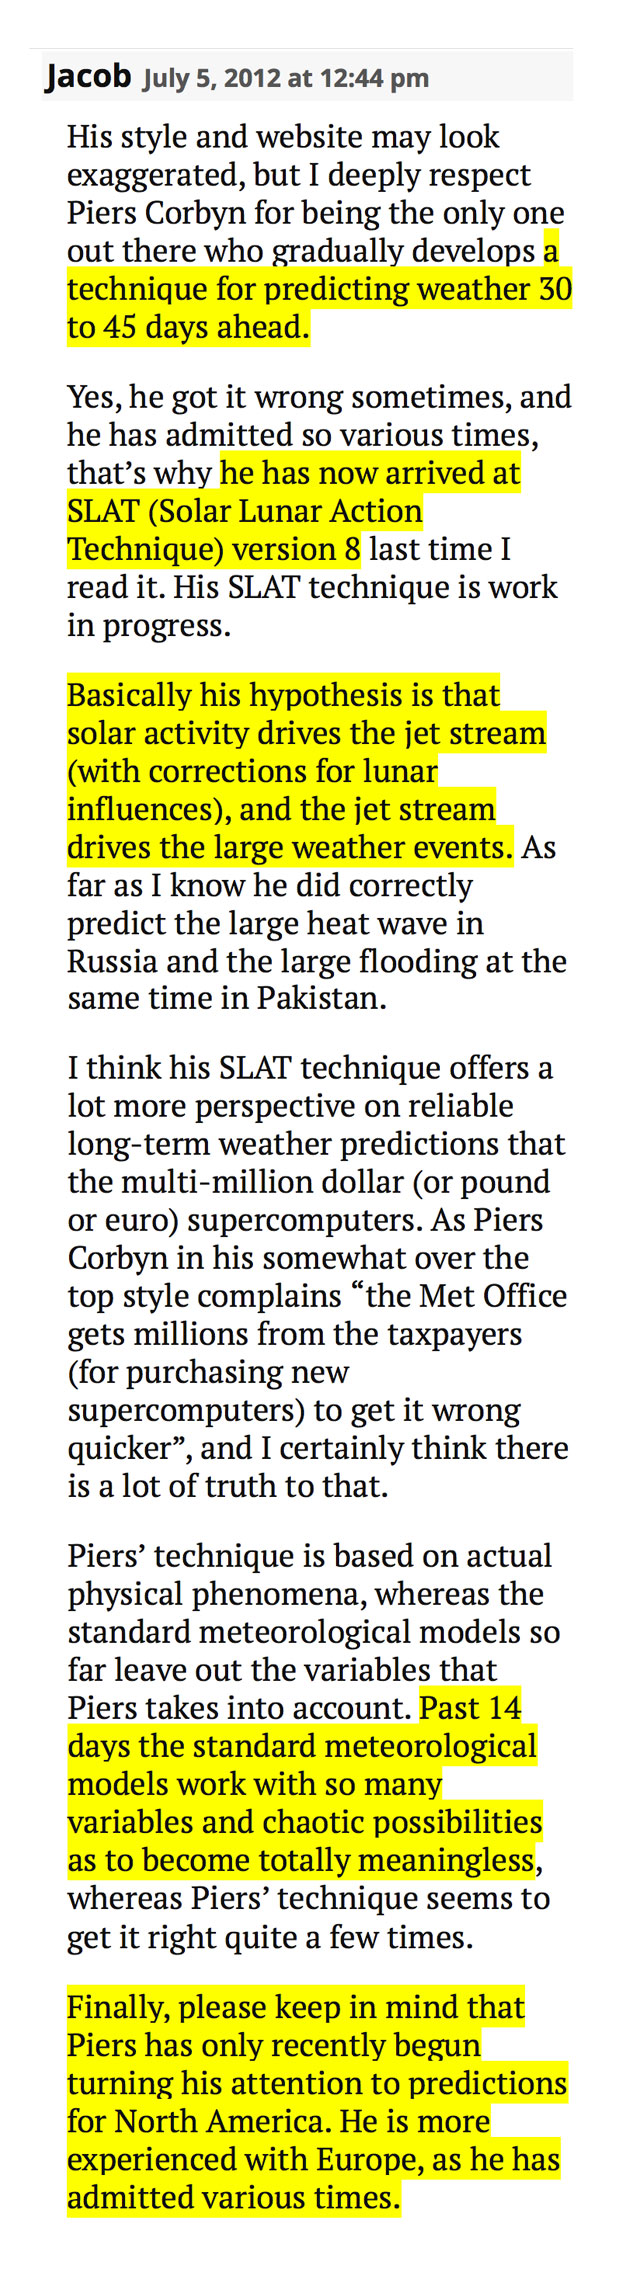 Jacob July 5, 2012 at 12:44 pm
His style and website may look
exaggerated, but I deeply respect
Piers Corbyn for being the only one
out there who gradually develops a
technique for predicting weather 30
to 45 days ahead.
Yes, he got it wrong sometimes, and
he has admitted so various times,
that’s why he has now arrived at
SLAT (Solar Lunar Action
Technique) version 8 last time I
read it. His SLAT technique is work
in progress.
Basically his hypothesis is that
solar activity drives the jet stream
(with corrections for lunar
influences), and the jet stream
drives the large weather events. As
far as I know he did correctly
predict the large heat wave in
Russia and the large flooding at the
same time in Pakistan.
I think his SLAT technique offers a
lot more perspective on reliable
long-term weather predictions that
the multi-million dollar (or pound
or euro) supercomputers. As Piers
Corbyn in his somewhat over the
top style complains “the Met Office
gets millions from the taxpayers
(for purchasing new
supercomputers) to get it wrong
quicker”, and I certainly think there
is a lot of truth to that.
Piers’ technique is based on actual
physical phenomena, whereas the
standard meteorological models so
far leave out the variables that
Piers takes into account. Past 14
days the standard meteorological
models work with so many
variables and chaotic possibilities
as to become totally meaningless,
whereas Piers’ technique seems to
get it right quite a few times.
Finally, please keep in mind that
Piers has only recently begun
turning his attention to predictions
for North America. He is more
experienced with Europe, as he has
admitted various times.